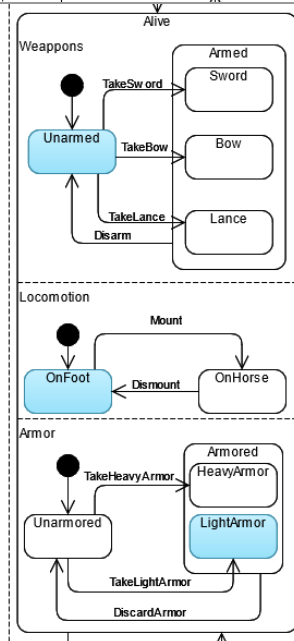 Alive
Weappons
Armed
Sword
TakeSword
Unarmed
TakeBow
Bow
TakeLance
Lance
Disarm
Locomotion
Mount
OnFoot
Dismount
OnHorse
Armor
Armored
TakeHeavyArmor
HeavyArmor
Unarmored
LightArmor
TakeLightArmor
DiscardArmor